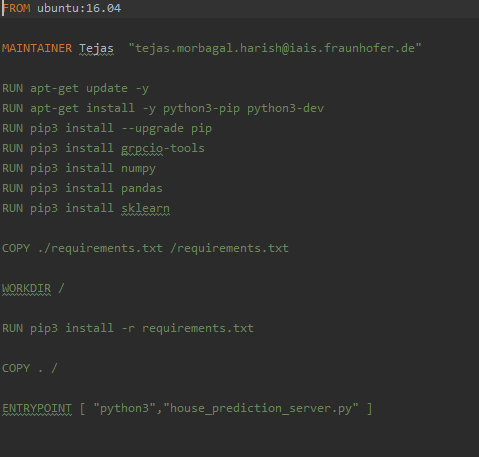 FROM ubuntu:16.04
MAINTAINER Tejas  "tejas.morbagal.harish@iais.fraunhofer.de"
RUN apt-get update -y
RUN apt-get install -y python3-pip python3-dev
RUN pip3 install --upgrade pip
RUN pip3 install grpcio-tools
RUN pip3 install numpy
RUN pip3 install pandas
RUN pip3 install sklearn
COPY ./requirements.txt /requirements.txt
WORKDIR /
RUN pip3 install -r requirements.txt
COPY . /
ENTRYPOINT [ "python3","house_prediction_server.py" ]